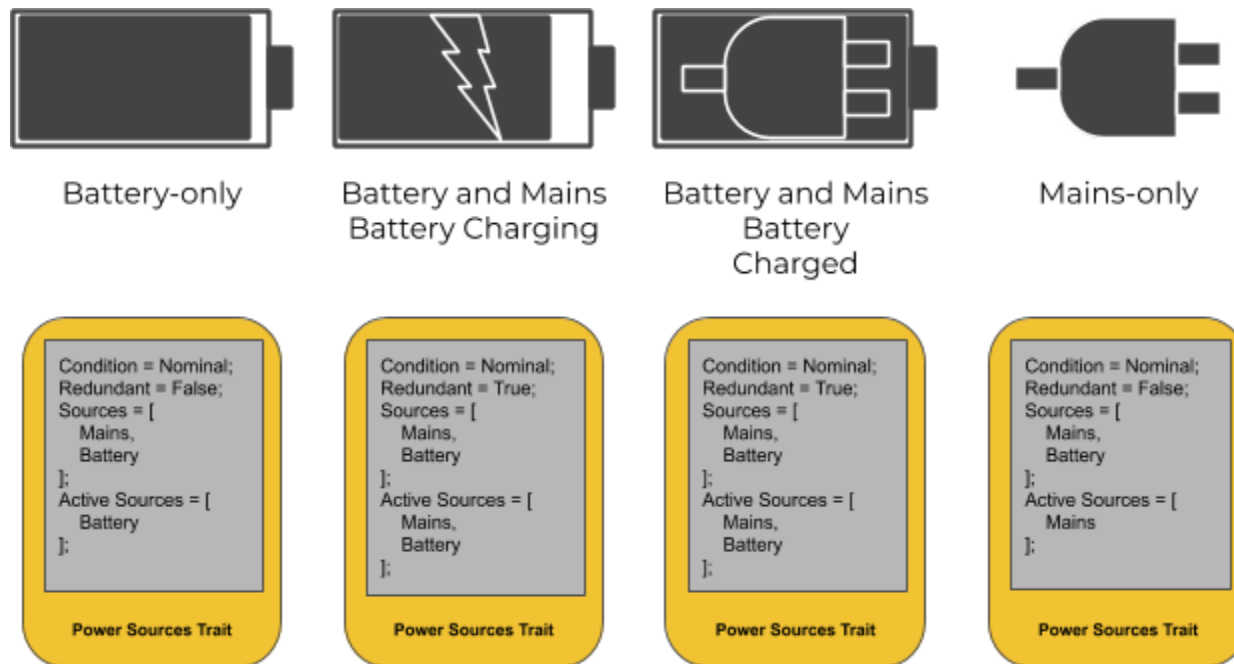 Battery-only
Battery and Mains
Battery Charging
Battery and Mains
Battery
Charged
Mains-only
Condition = Nominal;
Redundant = False;
Sources = [
Mains,
Battery
];
Active Sources = [
Battery
];
Power Sources Trait
Condition = Nominal;
Redundant = True;
Sources = [
Mains,
Battery
];
Active Sources = [
Mains,
Battery
];
Power Sources Trait
Condition = Nominal;
Redundant = True;
Sources = [
Mains,
Battery
];
Active Sources = [
Mains,
Battery
];
Power Sources Trait
Condition = Nominal;
Redundant = False;
Sources = [
Mains,
Battery
];
Active Sources = [
Mains
];
Power Sources Trait